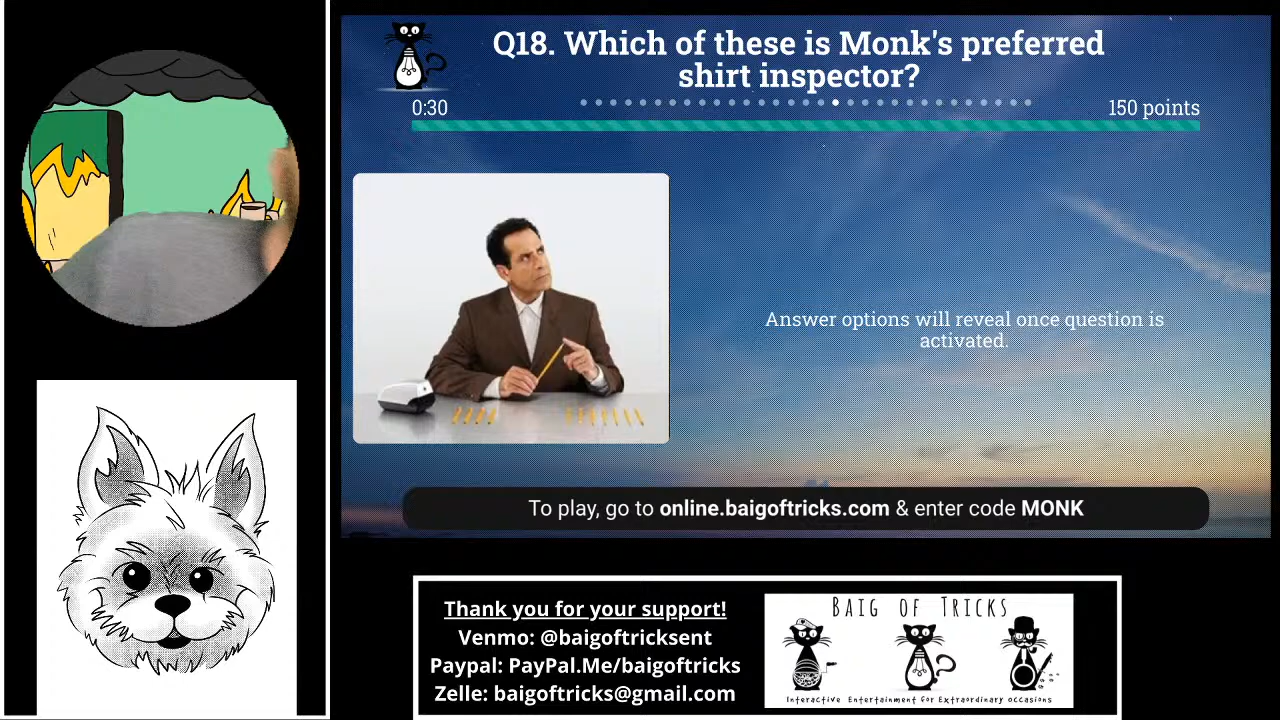 Q18. Which of these is Monk's preferred
shirt inspector?
0:30
150 points
Answer options will reveal once question is
activated.
To play, go to online.baigoftricks.com & enter code MONK
Thank you for your support!
Venmo: @baigoftricksent
Paypal: PayPal.Me/baigoftricks
Zelle: baigoftricks@gmail.com
BAIG OF TRICKS
Interactive Entertainment for Extraordinary occasions